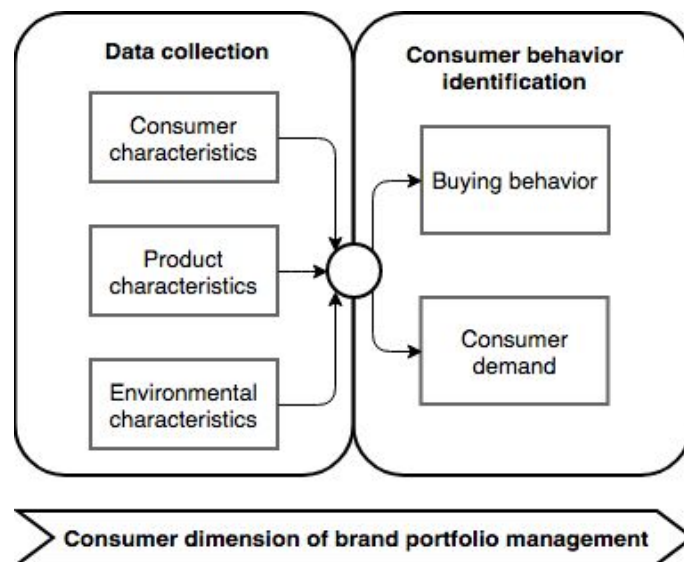 Data collection
Consumer
characteristics
Product
characteristics
Environmental
characteristics
Consumer behavior
identification
Buying behavior
Consumer
demand
Consumer dimension of brand portfolio management